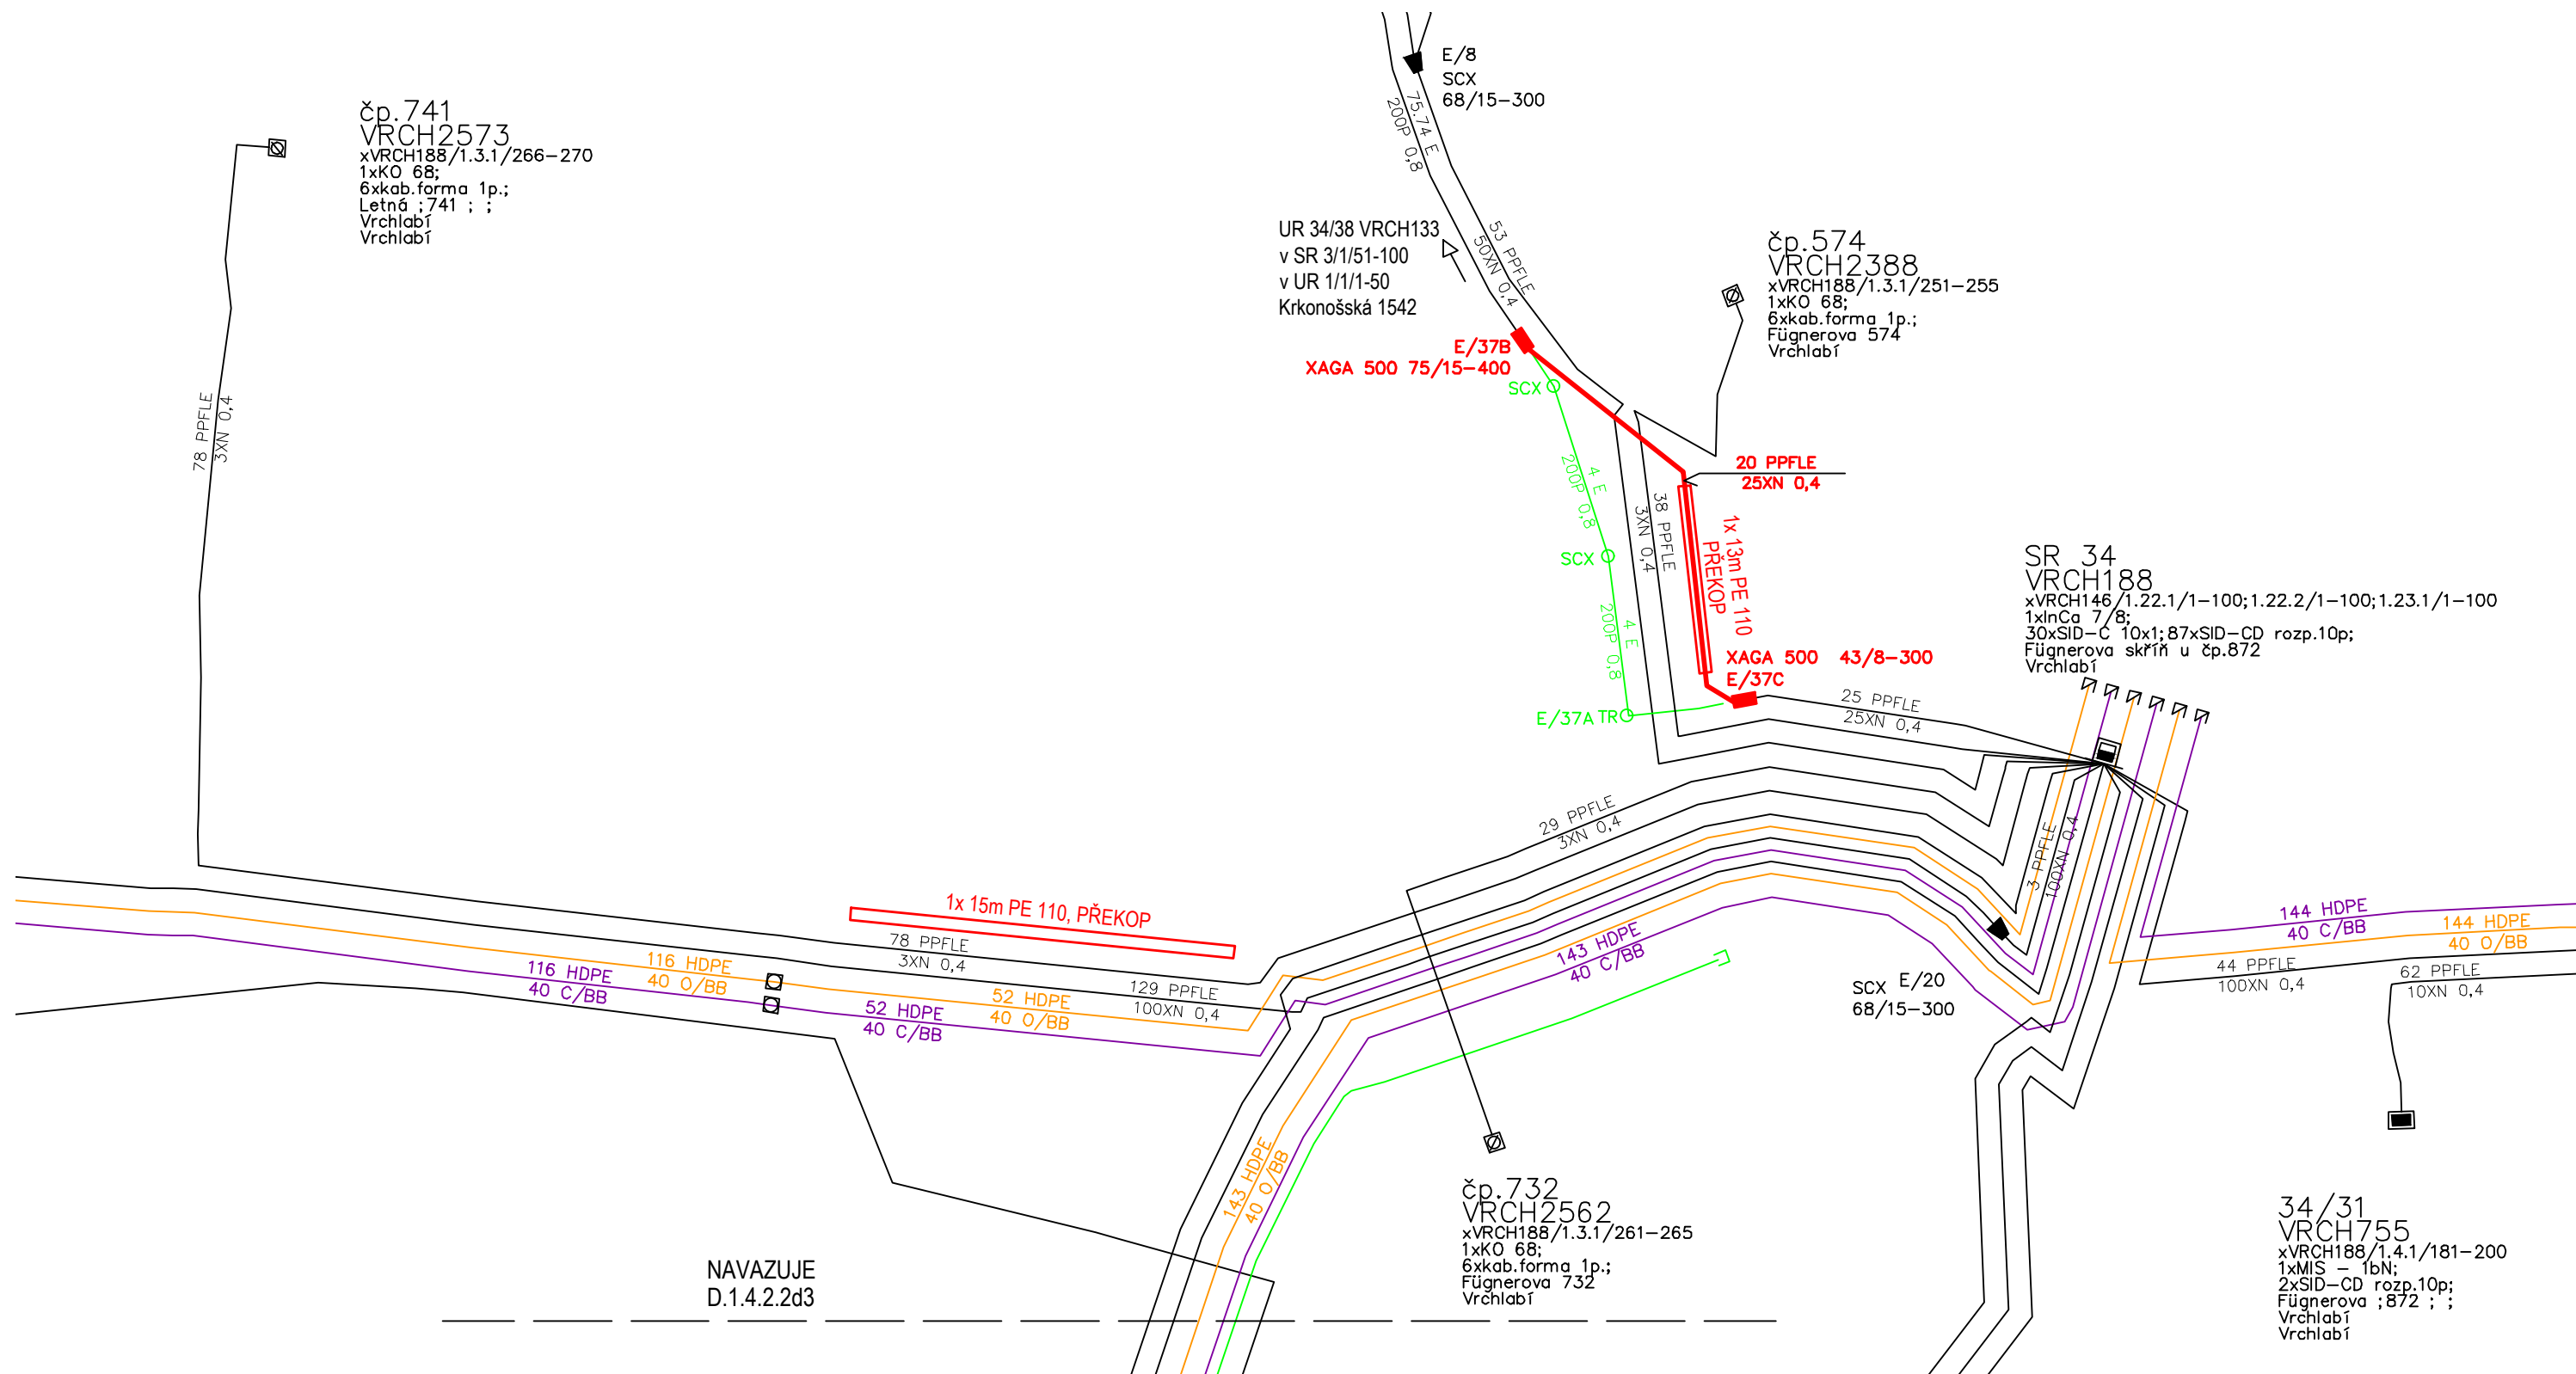 čp.741
VRCH2573
xVRCH188/1.3.1/266-270
1xKO 68;
6xkab.forma 1p.;
Letná ;741 ; ;
Vrchlabí
Vrchlabí
E/8
SCX
68/15-300
75.74 E
200P 0,8
53 PPFLE
50XN 0,4
UR 34/38 VRCH133
v SR 3/1/51-100
v UR 1/1/1-50
Krkonošská 1542
čp.574
VRCH2388
xVRCH188/1.3.1/251-255
1xKO 68;
6xkab.forma 1p.;
Fügnerova 574
Vrchlabí
E/37B
XAGA 500 75/15-400
SCX
4 E
200P 0,8
SCX
4 E
200P 0,8
E/37A TR
78 PPFLE
3XN 0,4
38 PPFLE
3XN 0,4
20 PPFLE
25XN 0,4
1x 13m PE 110
PŘEKOP
XAGA 500 43/8-300
E/37C
25 PPFLE
25XN 0,4
SR 34
VRCH188
xVRCH146/1.22.1/1-100;1.22.2/1-100;1.23.1/1-100
1xInCa 7/8;
30xSID-C 10x1;87xSID-CD rozp.10p;
Fügnerova skříň u čp.872
Vrchlabí
29 PPFLE
3XN 0,4
3 PPFLE
100XN 0,4
1x 15m PE 110, PŘEKOP
78 PPFLE
3XN 0,4
116 HDPE
40 O/BB
116 HDPE
40 C/BB
52 HDPE
40 O/BB
52 HDPE
40 C/BB
129 PPFLE
100XN 0,4
143 HDPE
40 C/BB
143 HDPE
40 O/BB
SCX E/20
68/15-300
144 HDPE
40 C/BB
144 HDPE
40 O/BB
44 PPFLE
100XN 0,4
62 PPFLE
10XN 0,4
čp.732
VRCH2562
xVRCH188/1.3.1/261-265
1xKO 68;
6xkab.forma 1p.;
Fügnerova 732
Vrchlabí
34/31
VRCH755
xVRCH188/1.4.1/181-200
1xMIS - 1bN;
2xSID-CD rozp.10p;
Fügnerova ;872 ; ;
Vrchlabí
Vrchlabí
NAVAZUJE
D.1.4.2.2d3